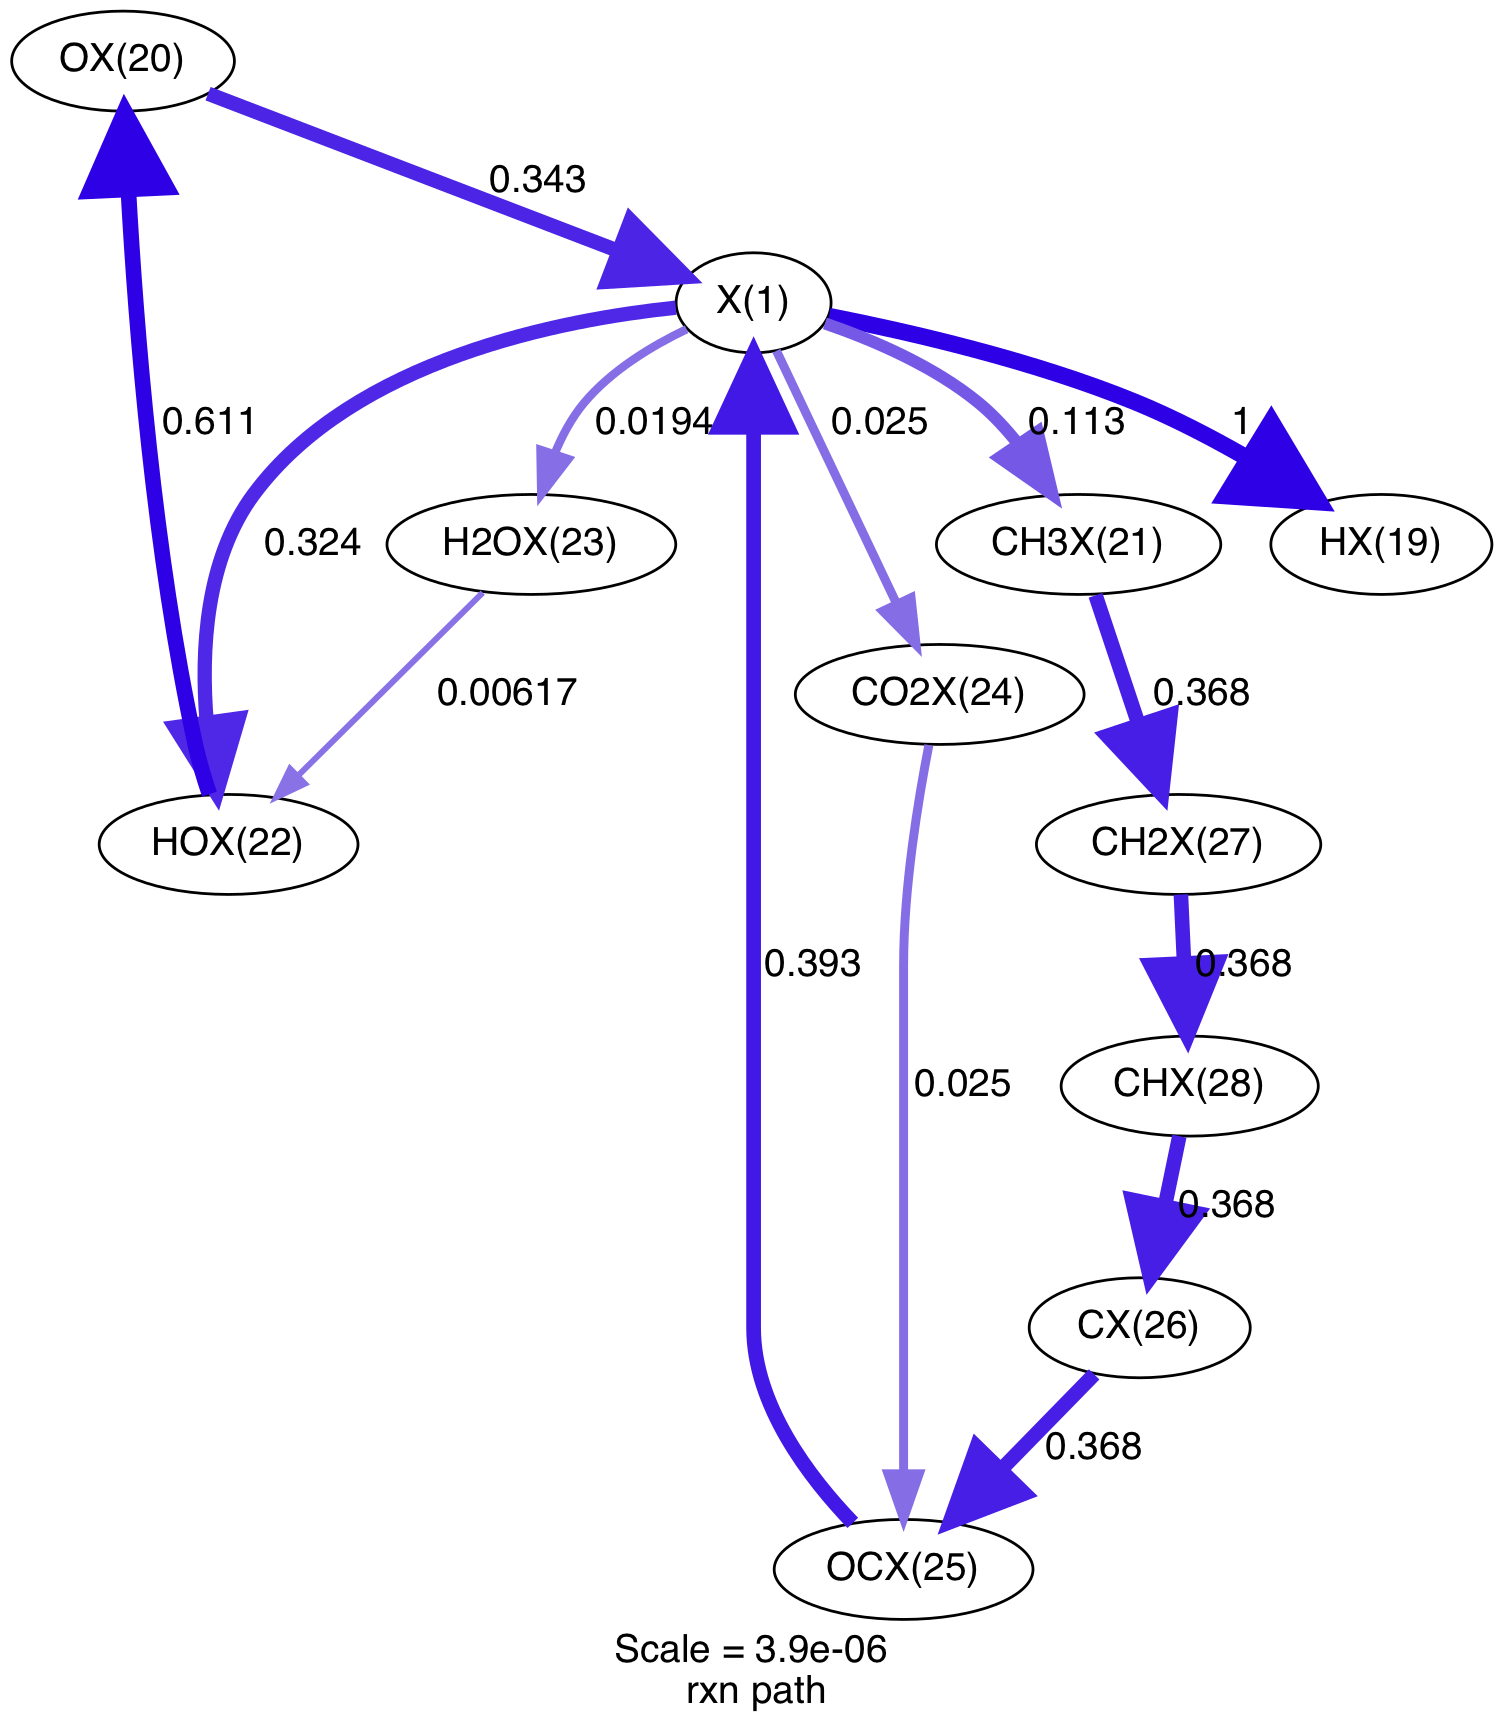 OX(20)
0.343
X(1)
0.611
0.0194
0.025
0.113
1
0.324
H2OX(23)
CH3X(21)
HX(19)
0.00617
CO2X(24)
0.368
HOX(22)
CH2X(27)
0.393
0.368
0.025
CHX(28)
0.368
CX(26)
0.368
OCX(25)
Scale = 3.9e-06
rxn path